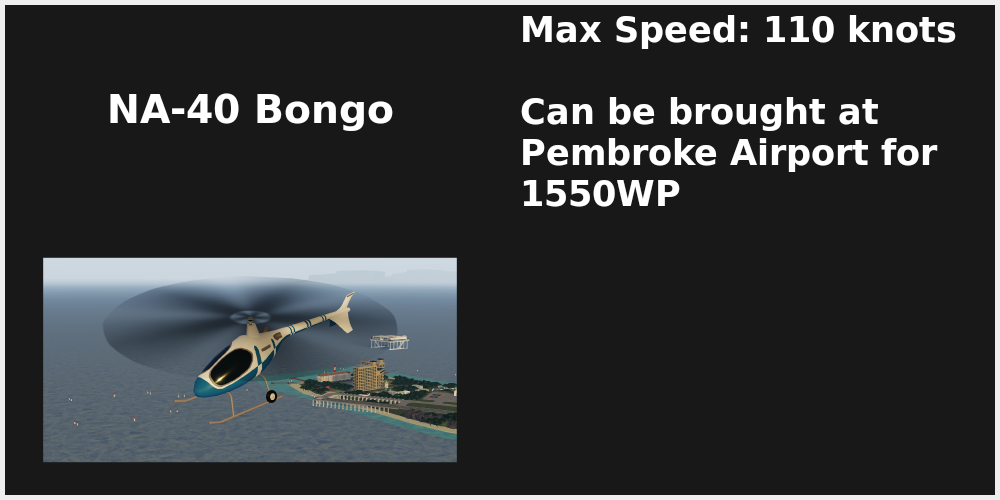 NA-40 Bongo
Max Speed: 110 knots
Can be brought at
Pembroke Airport for
1550WP